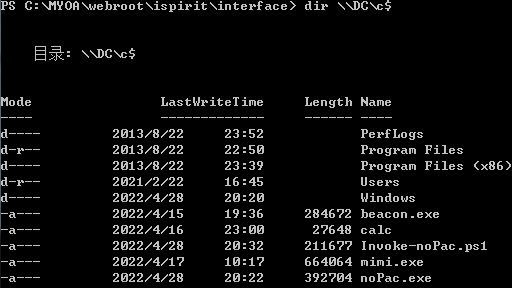 PS C:\MYOA\webroot\ispirit\interface> dir \\DC\c$
目录: \\DC\c$
Mode LastWriteTime Length Name
---- ------------- ------ ----
d---- 2013/8/22 23:52 PerfLogs
d-r-- 2013/8/22 22:50 Program Files
d---- 2013/8/22 23:39 Program Files (x86)
d-r-- 2021/2/22 16:45 Users
d---- 2022/4/28 20:20 Windows
-a--- 2022/4/15 19:36 284672 beacon.exe
-a--- 2022/4/16 23:00 27648 calc
-a--- 2022/4/28 20:32 211677 Invoke-noPac.ps1
-a--- 2022/4/17 10:17 664064 mimi.exe
-a--- 2022/4/28 20:22 392704 noPac.exe